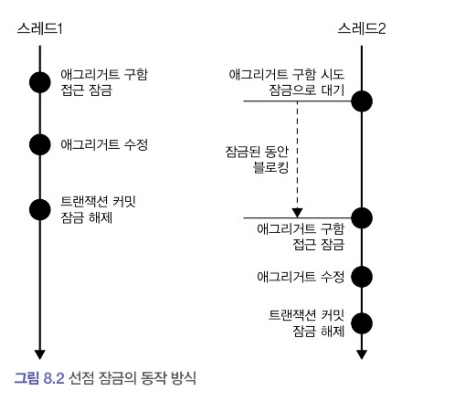 스레드1
애그리거트 구함
접근 잠금
애그리거트 수정
트랜잭션 커밋
잠금 해제
스레드2
애그리거트 구함 시도
잠금으로 대기
잠금된 동안
블로킹
애그리거트 구함
접근 잠금
애그리거트 수정
트랜잭션 커밋
잠금 해제
그림 8.2 선점 잠금의 동작 방식